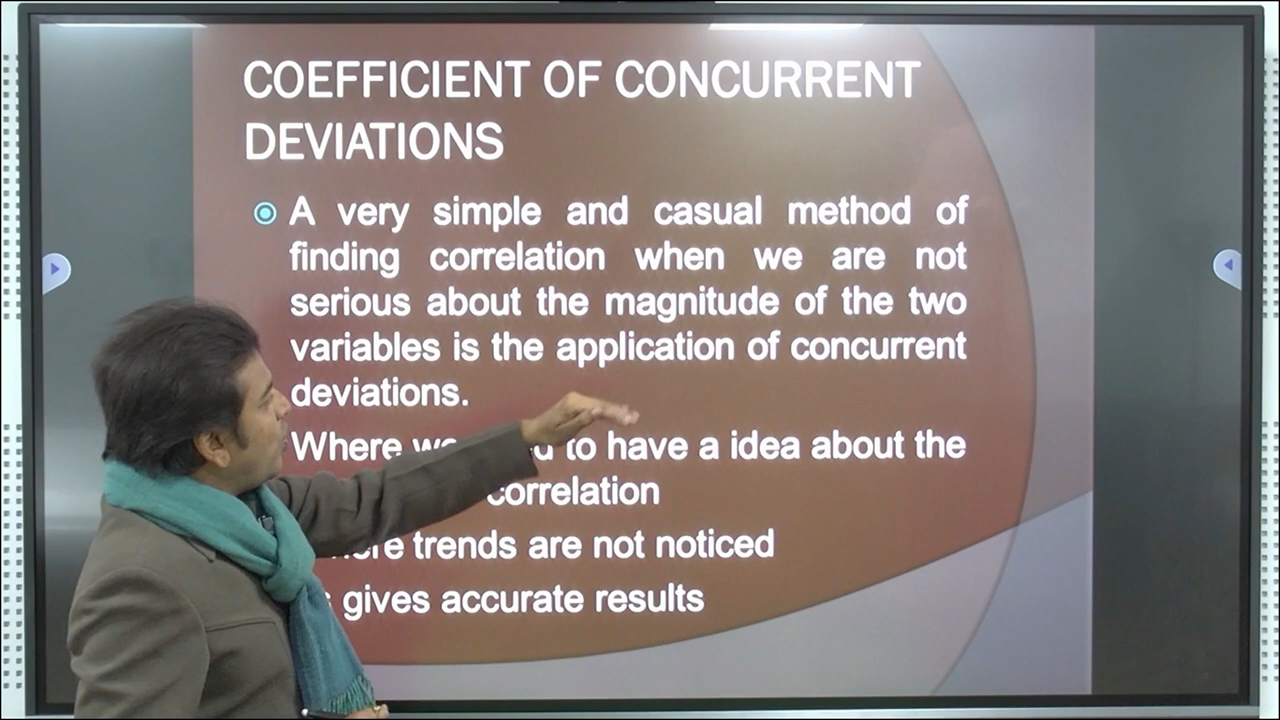 COEFFICIENT OF CONCURRENT
DEVIATIONS
A very simple and casual method of
finding correlation when we are not
serious about the magnitude of the two
variables is the application of concurrent
deviations.
Where to have a idea about the
correlation
trends are not noticed
gives accurate results